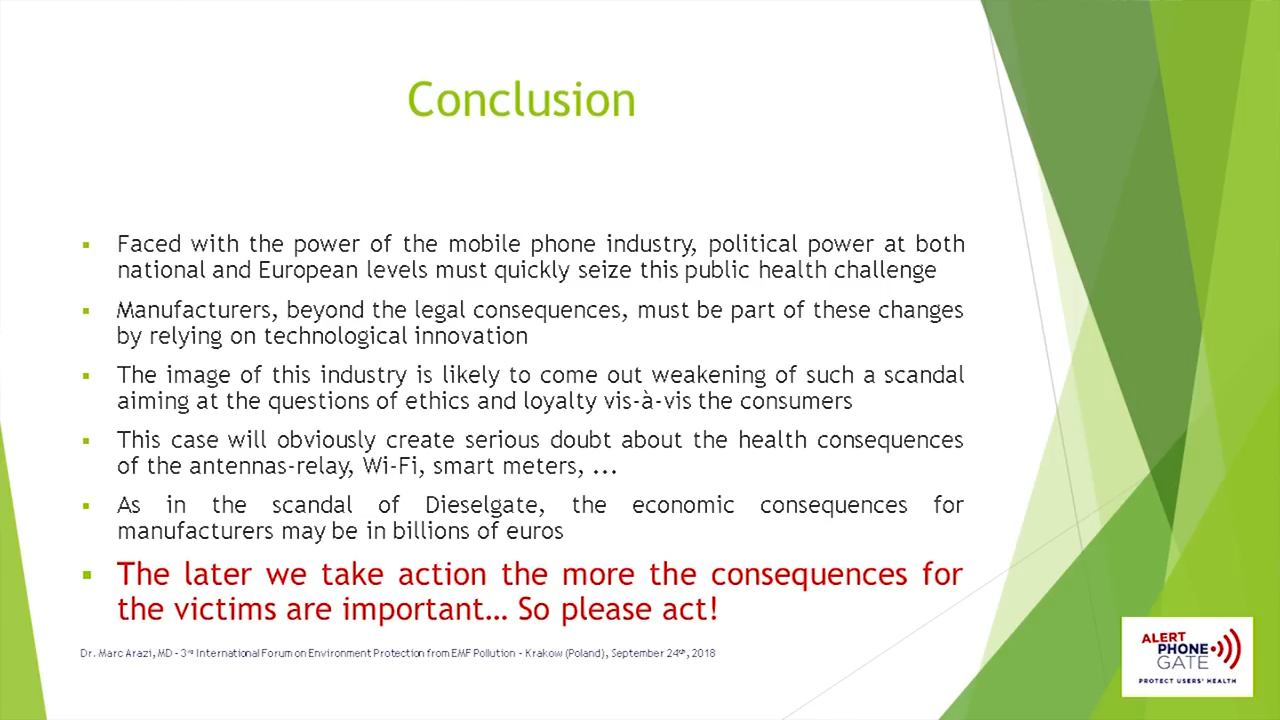 Conclusion
Faced with the power of the mobile phone industry, political power at both
national and European levels must quickly seize this public health challenge
Manufacturers, beyond the legal consequences, must be part of these changes
by relying on technological innovation
The image of this industry is likely to come out weakening of such a scandal
aiming at the questions of ethics and loyalty vis-à-vis the consumers
This case will obviously create serious doubt about the health consequences
of the antennas-relay, Wi-Fi, smart meters, ...
As in the scandal of Dieselgate, the economic consequences for
manufacturers may be in billions of euros
The later we take action the more the consequences for
the victims are important… So please act!
Dr. Marc Arazi, MD - 3rd International Forum on Environment Protection from EMF Pollution - Krakow (Poland), September 24th, 2018
ALERT
PHONE
GATE
PROTECT USERS' HEALTH